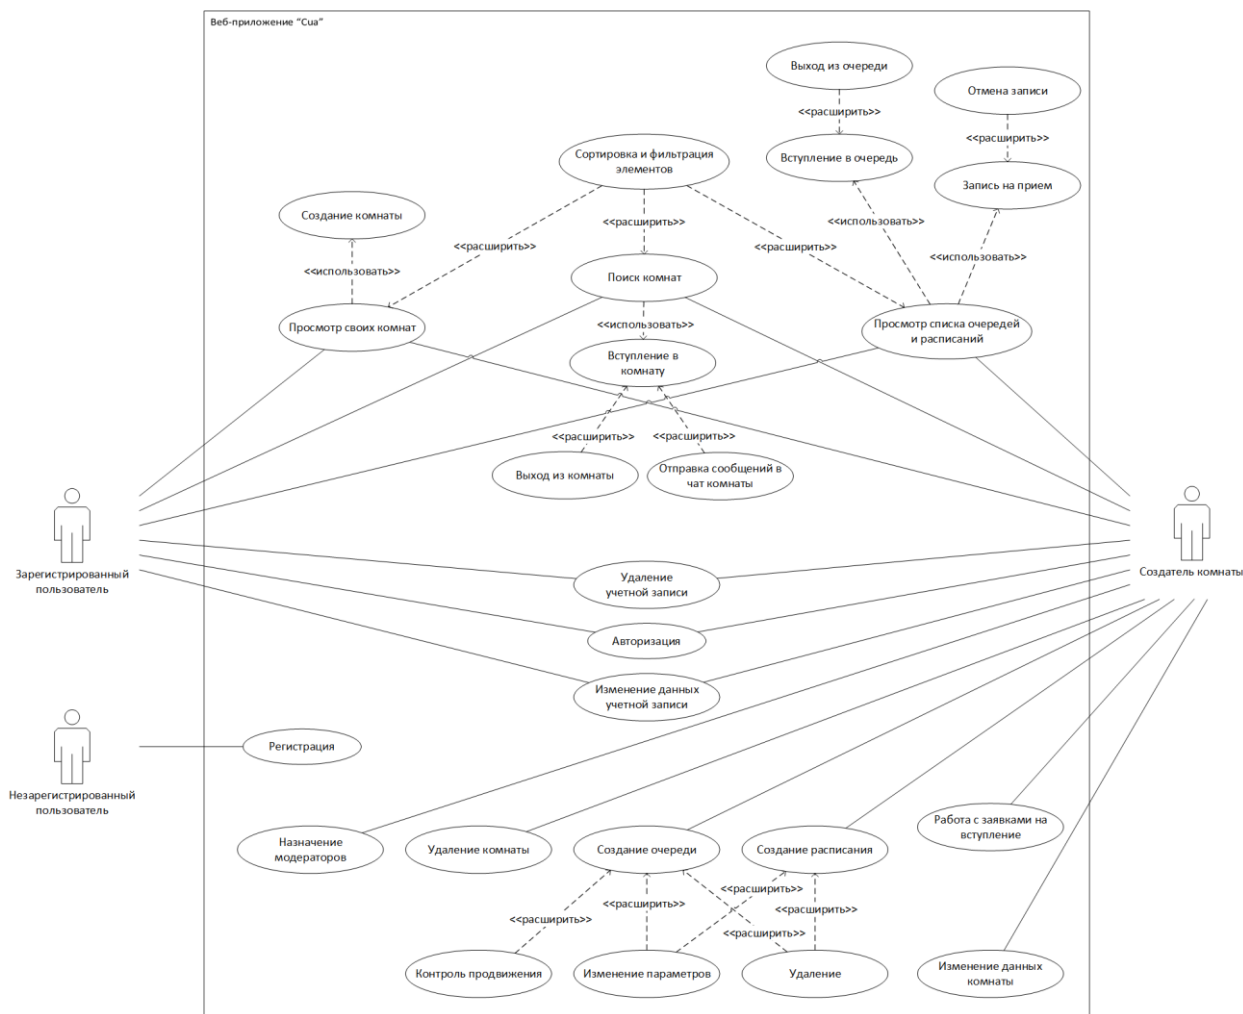 Веб-приложение “Cua”
Выход из очереди
Отмена записи
<<расширить>>
<<расширить>>
Сортировка и фильтрация
элементов
Вступление в очередь
Запись на прием
Создание комнаты
<<расширить>>
<<использовать>>
<<расширить>>
<<расширить>>
<<использовать>>
<<использовать>>
Поиск комнат
Просмотр своих комнат
<<использовать>>
Просмотр списка очередей
и расписаний
Вступление в
комнату
<<расширить>>
<<расширить>>
Выход из комнаты
Отправка сообщений в
чат комнаты
Зарегистрированный
пользователь
Создатель комнаты
Удаление
учетной записи
Авторизация
Изменение данных
учетной записи
Регистрация
Незарегистрированный
пользователь
Назначение
модераторов
Удаление комнаты
Создание очереди
Создание расписания
Работа с заявками на
вступление
<<расширить>>
<<расширить>>
<<расширить>>
<<расширить>>
<<расширить>>
Контроль продвижения
Изменение параметров
Удаление
Изменение данных
комнаты